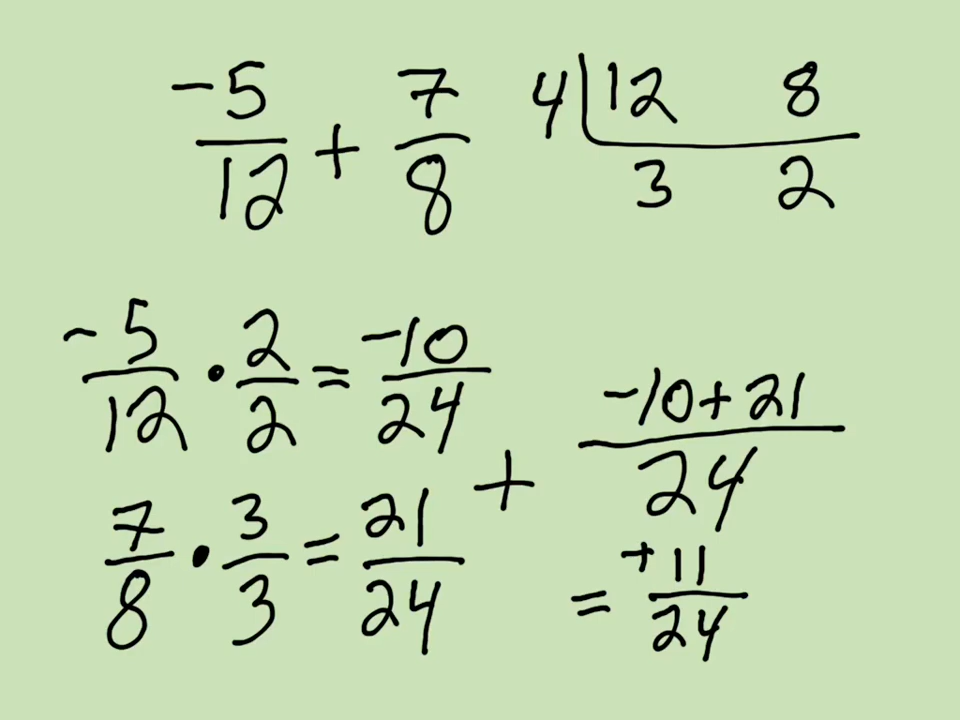 -5/12 + 7/8
4 | 12 8
3 2
-5/12 • 2/2 = -10/24
7/8 • 3/3 = 21/24
+
-10+21/24
= +11/24